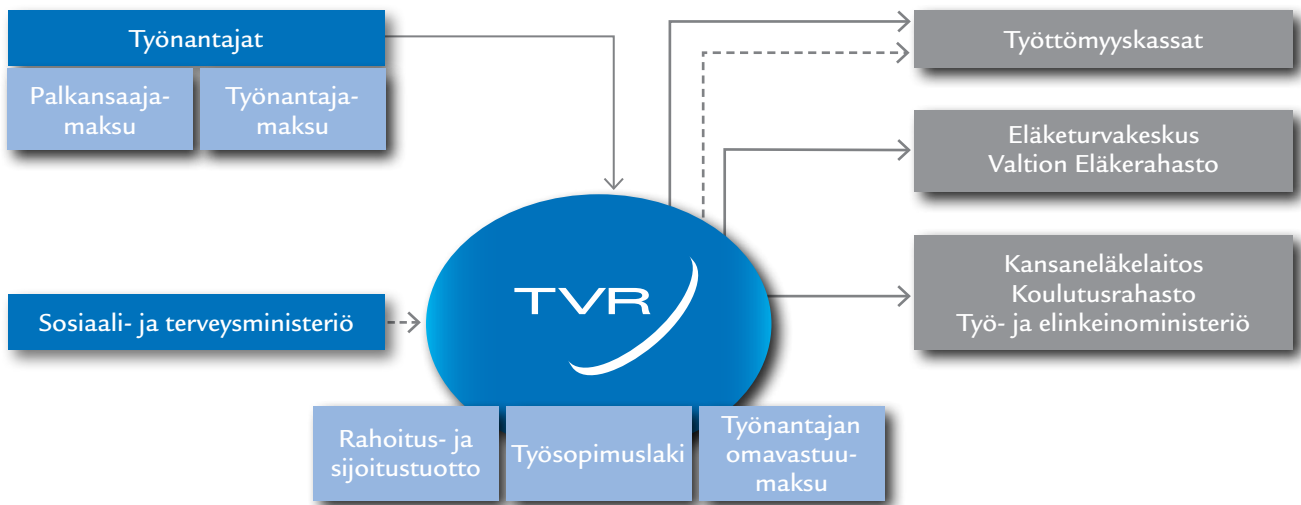 Työnantajat
Palkansaaja-
maksu
Työnantaja-
maksu
Sosiaali- ja terveysministeriö
TVR
Rahoitus- ja
sijoitustuotto
Työsopimuslaki
Työnantajan
omavastuu-
maksu
Työttömyyskassat
Eläketurvakeskus
Valtion Eläkerahasto
Kansaneläkelaitos
Koulutusrahasto
Työ- ja elinkeinoministeriö